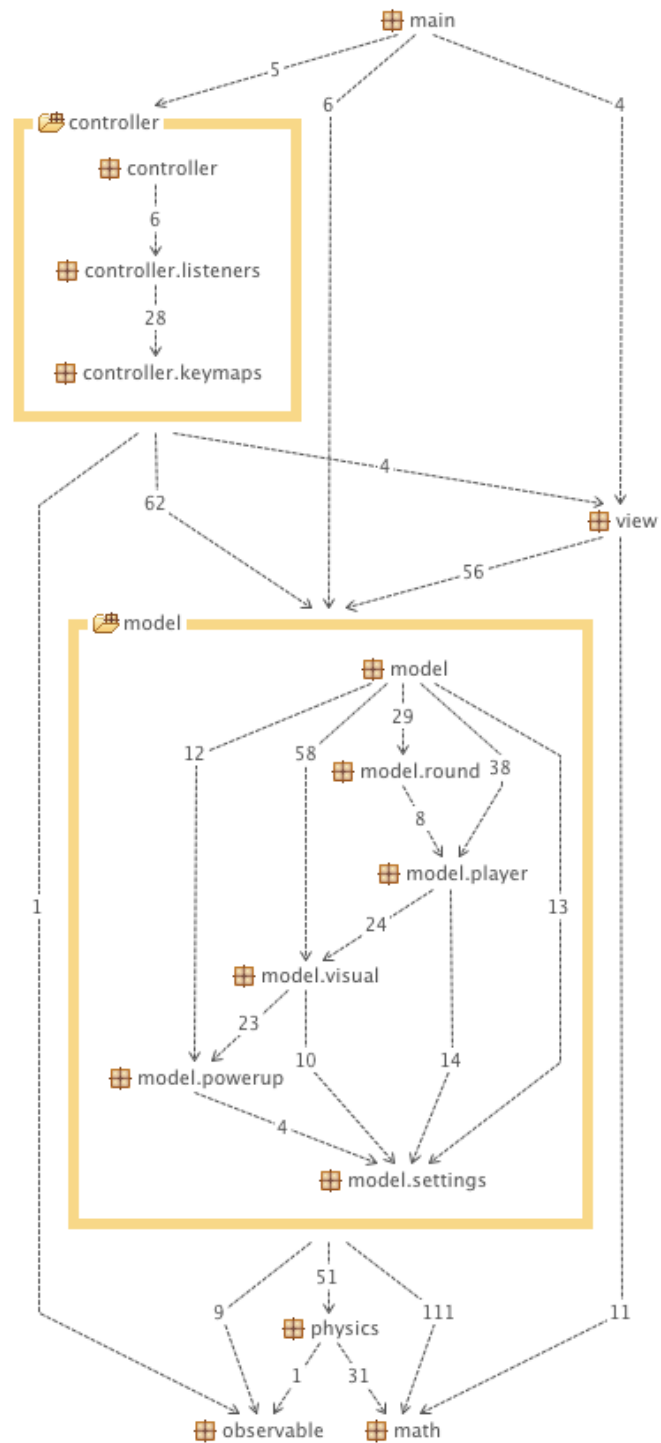 main
5
6
4
controller
controller
6
controller.listeners
28
controller.keymaps
4
62
view
56
model
model
29
12
58
model.round
38
8
model.player
1
13
24
model.visual
23
10
14
model.powerup
4
model.settings
51
9
111
11
physics
1
31
observable
math